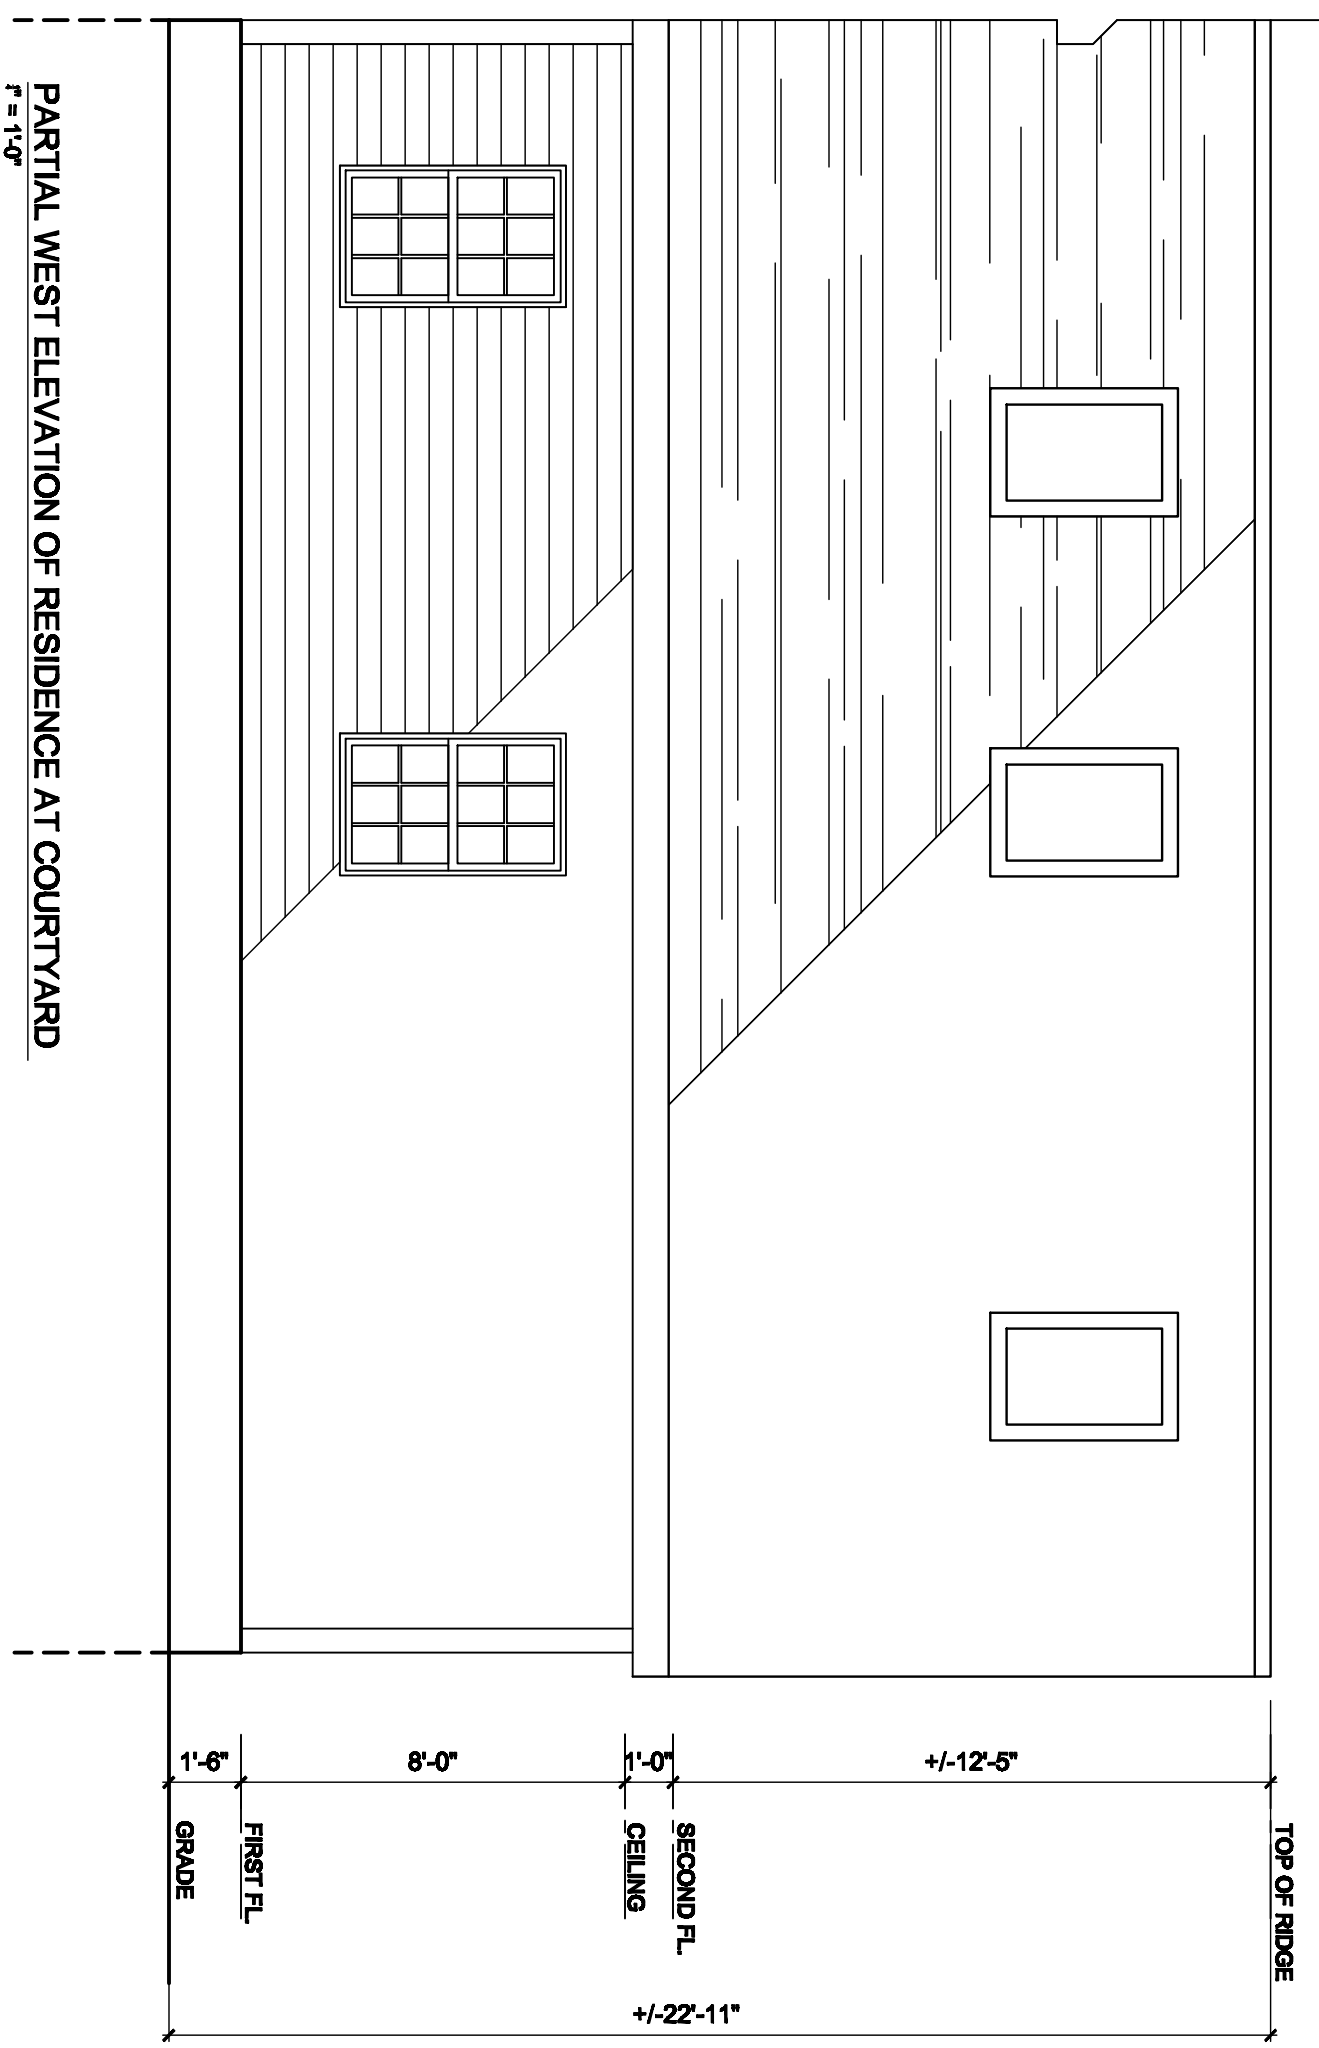 TOP OF RIDGE
+/-12'-5"
SECOND FL.
1'-0"
CEILING
8'-0"
FIRST FL.
1'-6"
GRADE
+/-22'-11"
PARTIAL WEST ELEVATION OF RESIDENCE AT COURTYARD
= 1'-0"